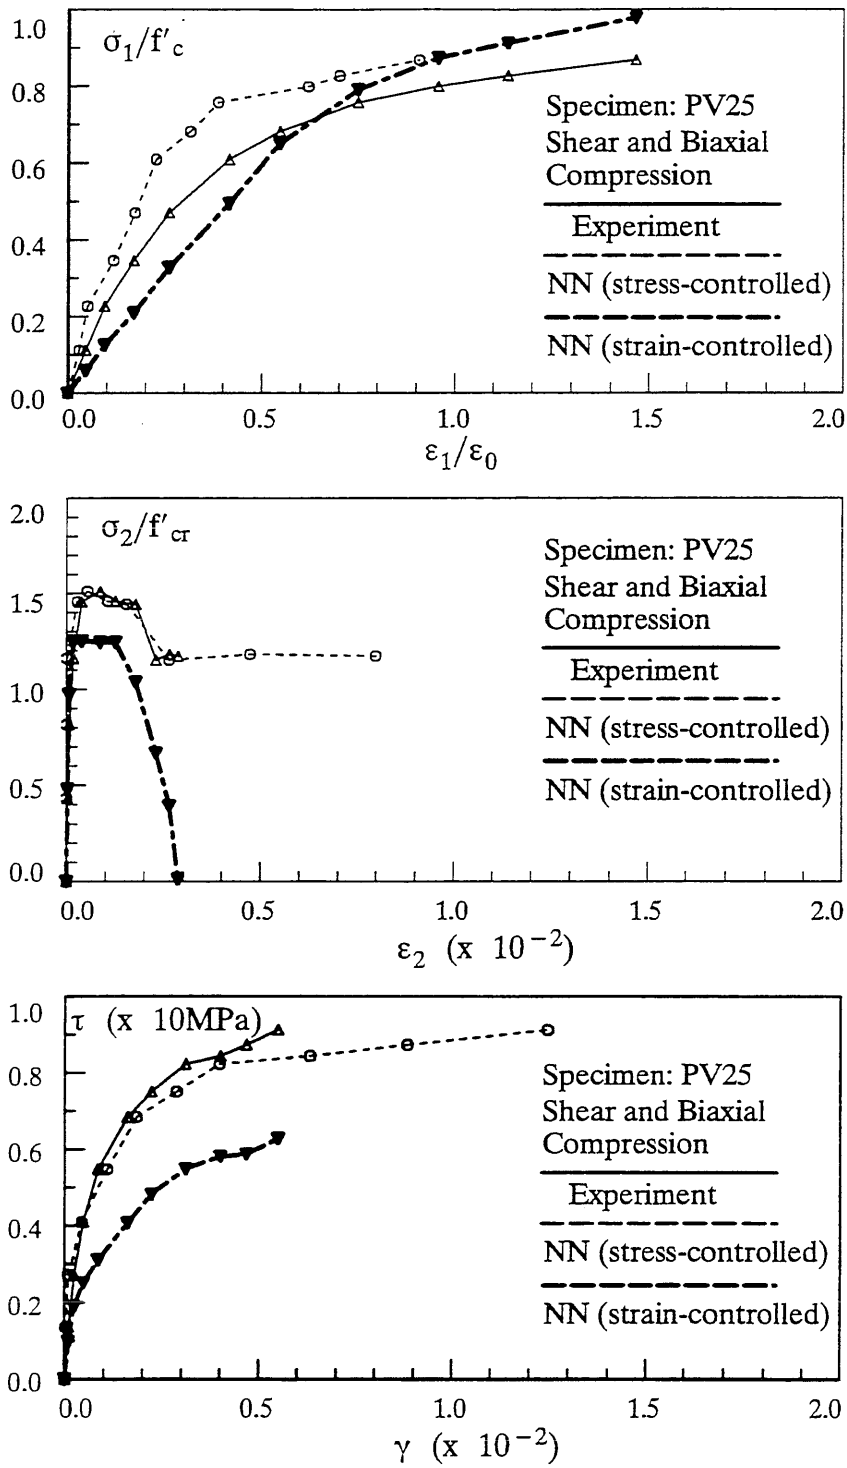 1.0
σ₁/f'c
0.8
Specimen: PV25
Shear and Biaxial
Compression
0.6
Experiment
0.4
NN (stress-controlled)
0.2
NN (strain-controlled)
0.0
0.0 0.5 1.0 1.5 2.0
ε₁/ε₀
2.0
σ₂/f'cr
Specimen: PV25
1.5
Shear and Biaxial
Compression
Experiment
1.0
NN (stress-controlled)
0.5
NN (strain-controlled)
0.0
0.0 0.5 1.0 1.5 2.0
ε₂ (x 10⁻²)
1.0
τ (x 10MPa)
0.8
Specimen: PV25
Shear and Biaxial
Compression
0.6
Experiment
0.4
NN (stress-controlled)
0.2
NN (strain-controlled)
0.0
0.0 0.5 1.0 1.5 2.0
γ (x 10⁻²)